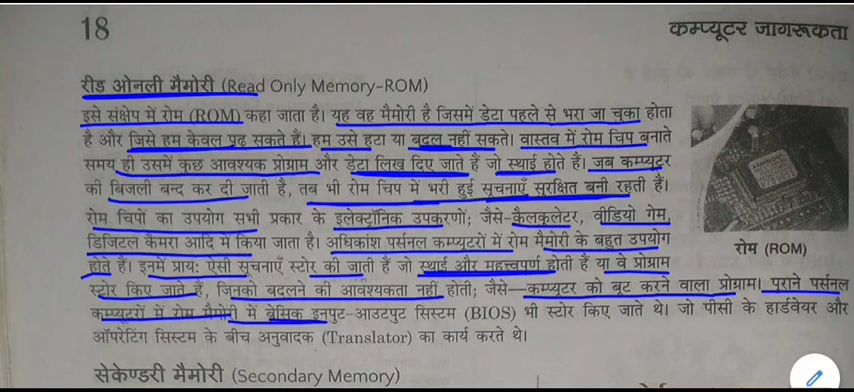 18
कम्प्यूटर जागरूकता
रीड ओनली मैमोरी (Read Only Memory-ROM)
इसे संक्षेप में रोम (ROM) कहा जाता है। यह वह मैमोरी है जिसमें डेटा पहले से भरा जा चुका होता
है और जिसे हम केवल पढ़ सकते हैं। हम उसे हटा या बदल नहीं सकते। वास्तव में रोम चिप बनाते
समय ही उसमें कुछ आवश्यक प्रोग्राम और डेटा लिख दिए जाते हैं जो स्थाई होते हैं। जब कम्प्यूटर
की बिजली बन्द कर दी जाती है, तब भी रोम चिप में भरी हुई सूचनाएँ सुरक्षित बनी रहती हैं।
रोम चिपों का उपयोग सभी प्रकार के इलेक्ट्रॉनिक उपकरणों; जैसे-कैलकुलेटर, वीडियो गेम,
डिजिटल कैमरा आदि में किया जाता है। अधिकांश पर्सनल कम्प्यूटरों में रोम मैमोरी के बहुत उपयोग
होते हैं। इनमें प्राय: ऐसी सूचनाएँ स्टोर की जाती हैं जो स्थाई और महत्त्वपूर्ण होती हैं या वे प्रोग्राम
स्टोर किए जाते हैं, जिनको बदलने की आवश्यकता नहीं होती; जैसे—कम्प्यूटर को बूट करने वाला प्रोग्राम। पुराने पर्सनल
कम्प्यूटरों में रोम मैमोरी में बेसिक इनपुट-आउटपुट सिस्टम (BIOS) भी स्टोर किए जाते थे। जो पीसी के हार्डवेयर और
ऑपरेटिंग सिस्टम के बीच अनुवादक (Translator) का कार्य करते थे।
रोम (ROM)
सेकेण्डरी मैमोरी (Secondary Memory)